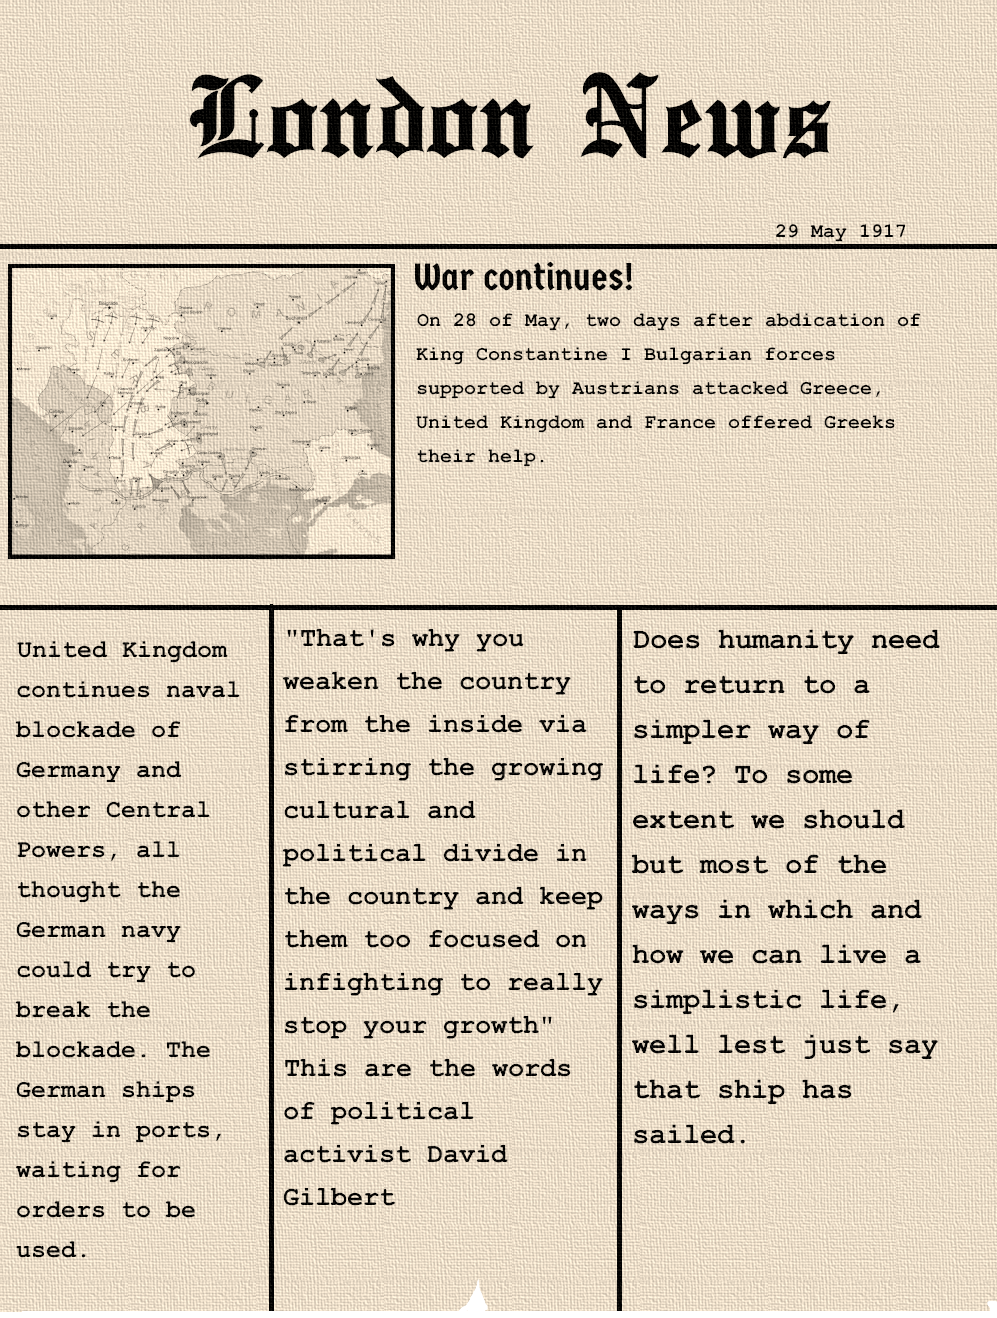 London News
29 May 1917
War continues!
On 28 of May, two days after abdication of
King Constantine I Bulgarian forces
supported by Austrians attacked Greece,
United Kingdom and France offered Greeks
their help.
United Kingdom
continues naval
blockade of
Germany and
other Central
Powers, all
thought the
German navy
could try to
break the
blockade. The
German ships
stay in ports,
waiting for
orders to be
used.
"That's why you
weaken the country
from the inside via
stirring the growing
cultural and
political divide in
the country and keep
them too focused on
infighting to really
stop your growth"
This are the words
of political
activist David
Gilbert
Does humanity need
to return to a
simpler way of
life? To some
extent we should
but most of the
ways in which and
how we can live a
simplistic life,
well lest just say
that ship has
sailed.